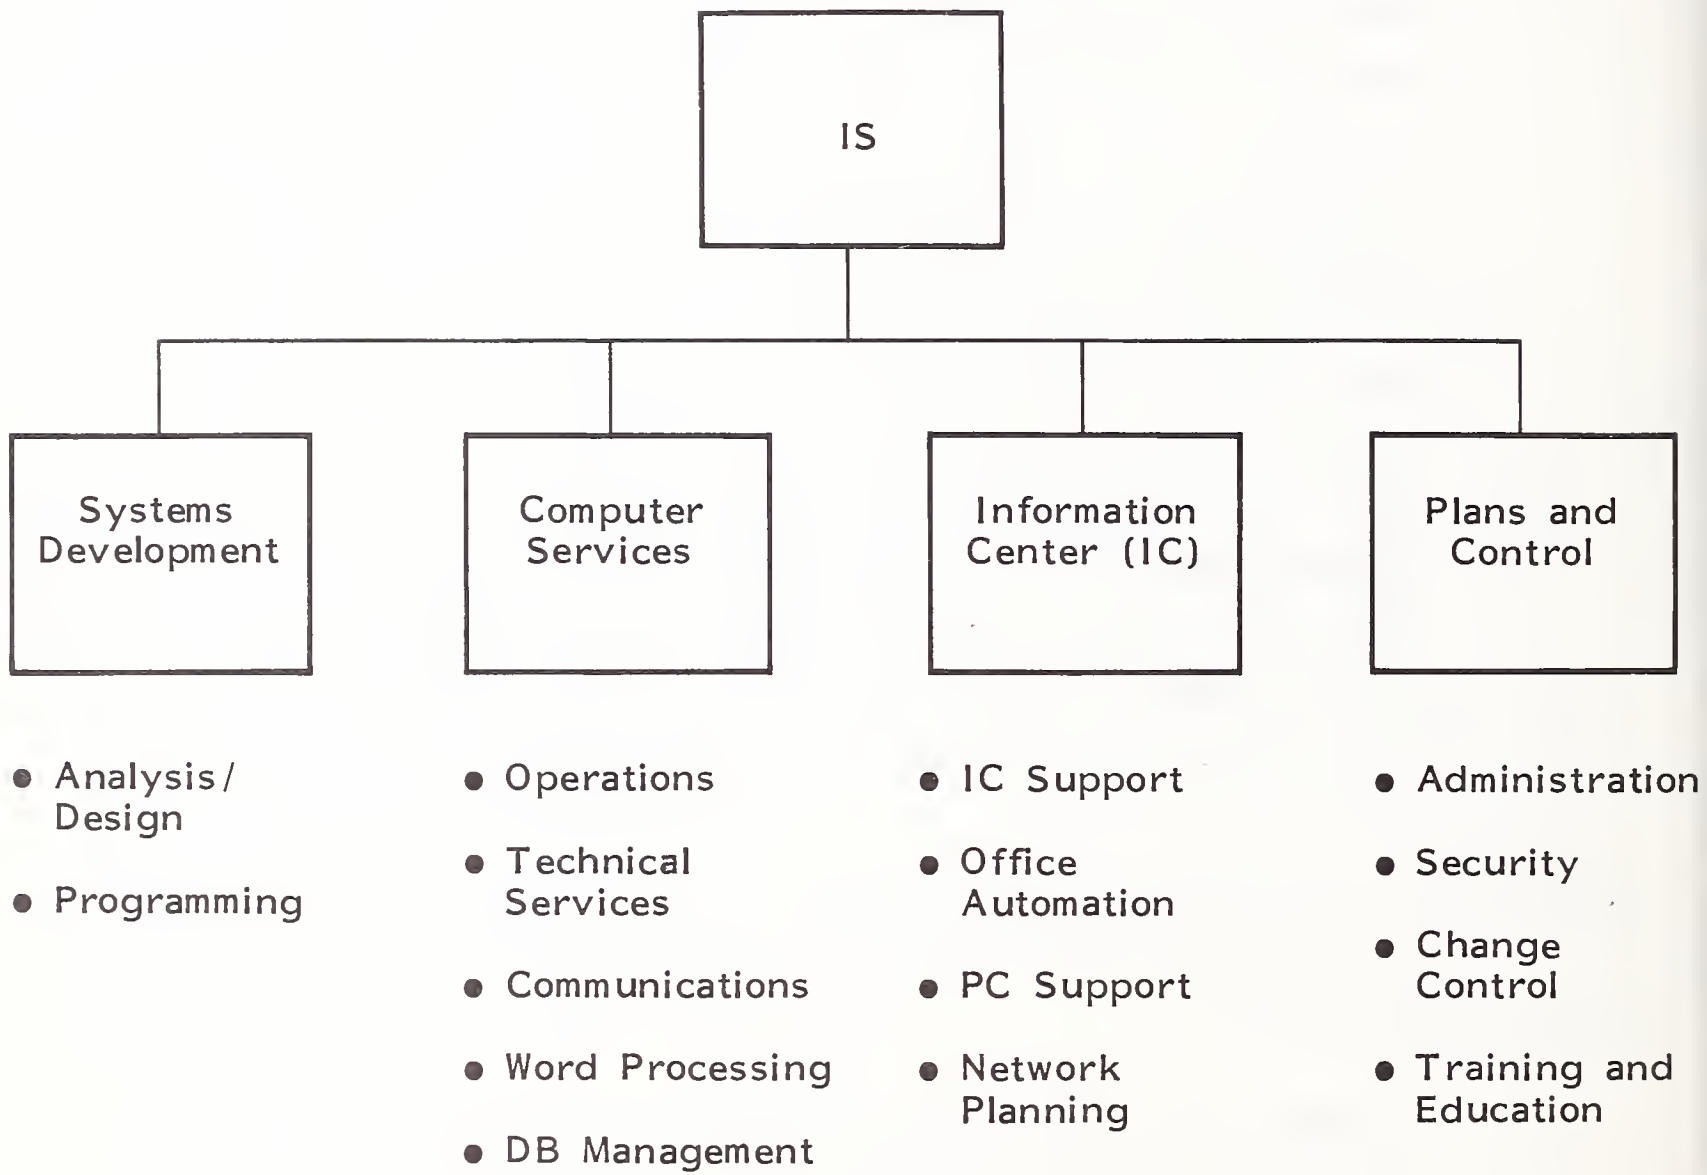 IS
Systems
Development
Computer
Services
Information
Center (IC)
Plans and
Control
• Analysis/
Design
• Programming
• Operations
• Technical
Services
• Communications
• Word Processing
• DB Management
• IC Support
• Office
Automation
• PC Support
• Network
Planning
• Administration
• Security
• Change
Control
• Training and
Education